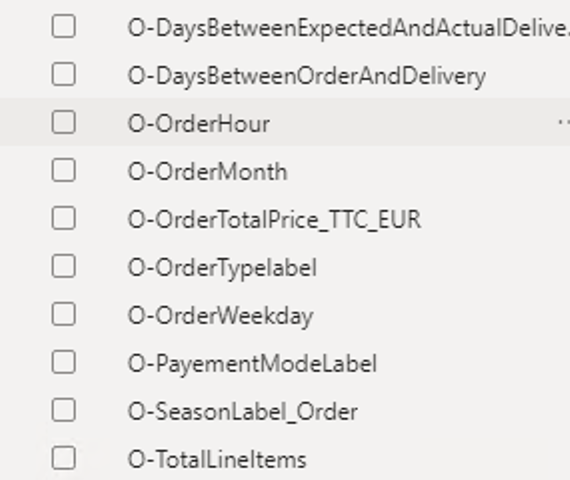 O-DaysBetweenExpectedAndActualDelive.
O-DaysBetweenOrderAndDelivery
O-OrderHour
O-OrderMonth
O-OrderTotalPrice_TTC_EUR
O-OrderTypelabel
O-OrderWeekday
O-PayementModeLabel
O-SeasonLabel_Order
O-TotalLineItems